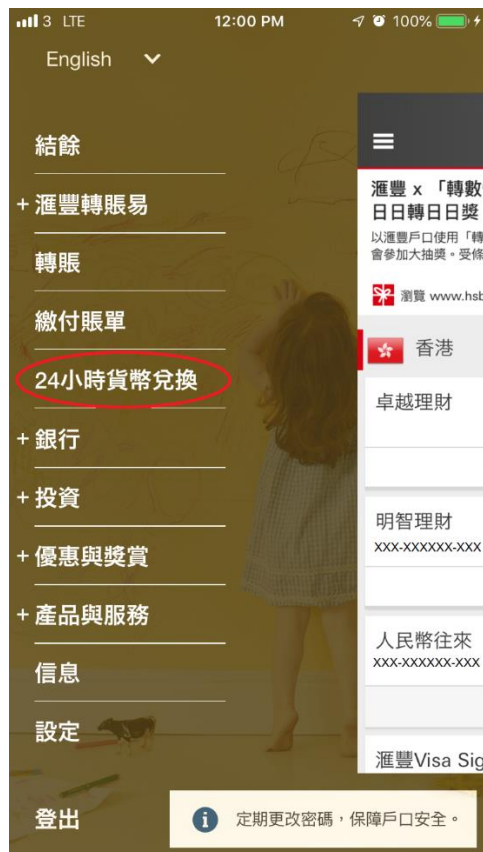 3 LTE 12:00 PM 100%
English
結餘
+ 滙豐轉賬易
轉賬
繳付賬單
24小時貨幣兌換
+ 銀行
+ 投資
+ 優惠與獎賞
+ 產品與服務
信息
設定
登出
滙豐 x 「轉數
日日轉日日獎
以滙豐戶口使用「轉
會參加大抽獎。受條
瀏覽 www.hsb
香港
卓越理財
明智理財
XXX-XXXXXX-XXX
人民幣往來
XXX-XXXXXX-XXX
滙豐Visa Sig
定期更改密碼，保障戶口安全。